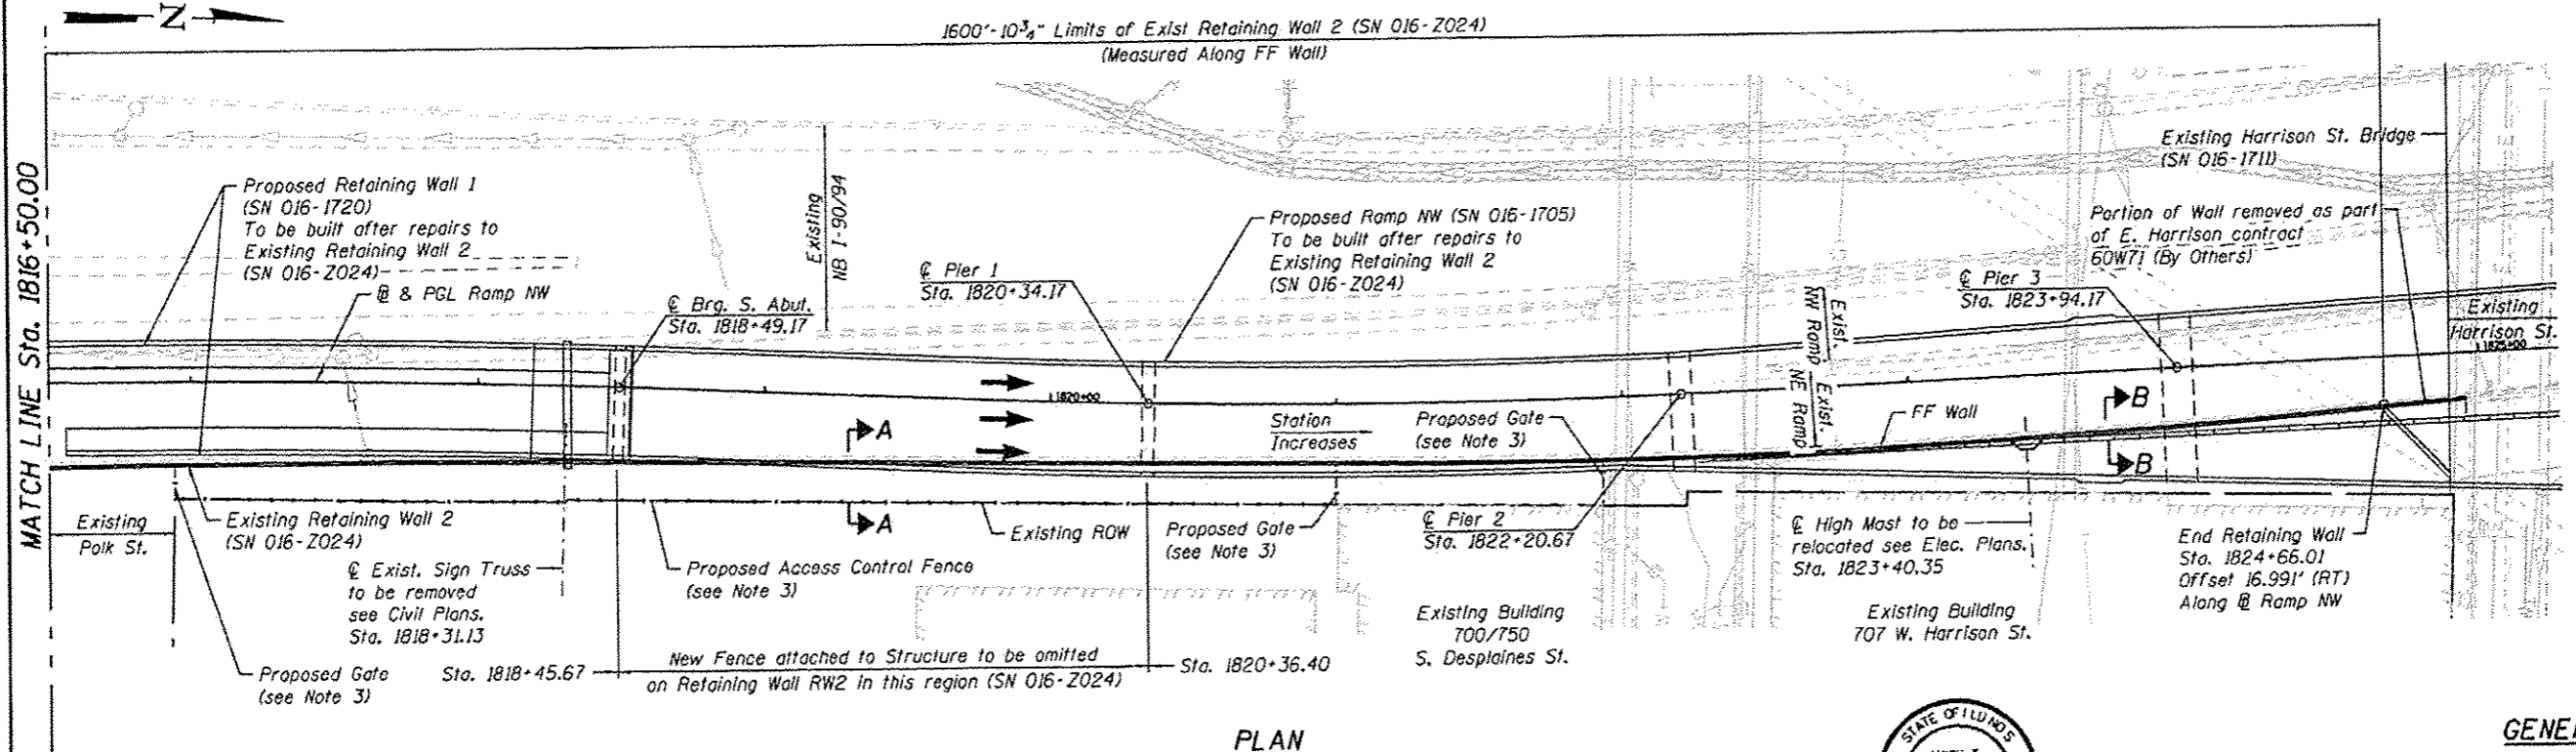 Z
1600'-10¾" Limits of Exist Retaining Wall 2 (SN 016-Z024)
(Measured Along FF Wall)
MATCH LINE Sta. 1816+50.00
Proposed Retaining Wall 1
(SN 016-1720)
To be built after repairs to
Existing Retaining Wall 2
(SN 016-Z024)
B & PGL Ramp NW
℄ Brg. S. Abut.
Sta. 1818+49.17
Existing
NB I-90/94
℄ Pier 1
Sta. 1820+34.17
Proposed Ramp NW (SN 016-1705)
To be built after repairs to
Existing Retaining Wall 2
(SN 016-Z024)
Existing Harrison St. Bridge
(SN 016-1711)
Portion of Wall removed as part
of E. Harrison contract
60W71 (By Others)
℄ Pier 3
Sta. 1823+94.17
Existing
Harrison St.
1825+00
Exist.
NW Ramp
Exist.
NE Ramp
1820+00
Station
Increases
Proposed Gate
(see Note 3)
FF Wall
A
A
B
B
Existing
Polk St.
Existing Retaining Wall 2
(SN 016-Z024)
℄ Exist. Sign Truss
to be removed
see Civil Plans.
Sta. 1818+31.13
Proposed Access Control Fence
(see Note 3)
Existing ROW
Proposed Gate
(see Note 3)
℄ Pier 2
Sta. 1822+20.67
℄ High Mast to be
relocated see Elec. Plans.
Sta. 1823+40.35
End Retaining Wall
Sta. 1824+66.01
Offset 16.991' (RT)
Along B Ramp NW
Existing Building
700/750
S. Desplaines St.
Existing Building
707 W. Harrison St.
Proposed Gate
(see Note 3)
Sta. 1818+45.67
New Fence attached to Structure to be omitted
on Retaining Wall RW2 in this region (SN 016-Z024)
Sta. 1820+36.40
PLAN
STATE OF ILLINOIS
GENE